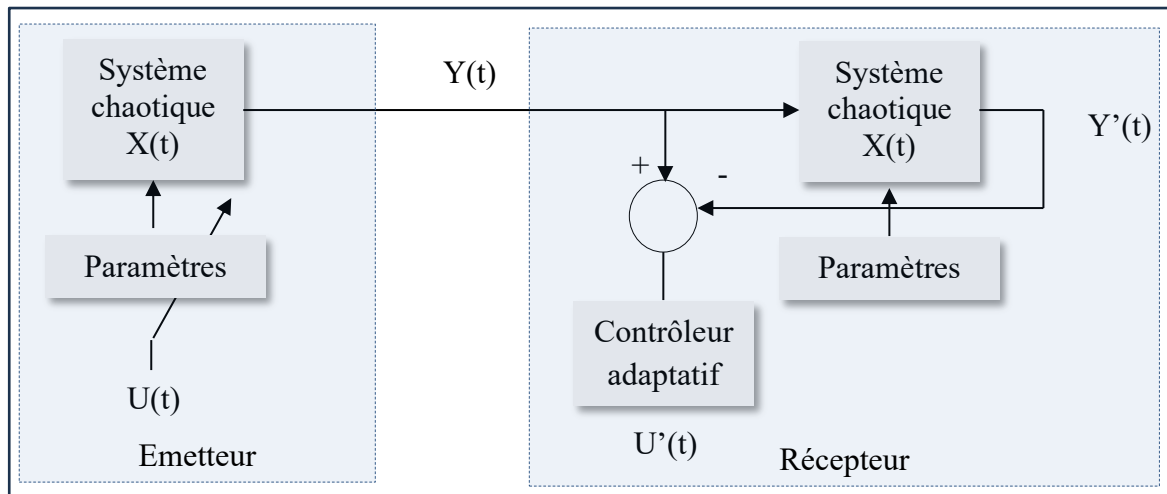 Système
chaotique
X(t)
Y(t)
Système
chaotique
X(t)
Y’(t)
+
-
Paramètres
Paramètres
Contrôleur
adaptatif
U(t)
U’(t)
Emetteur
Récepteur